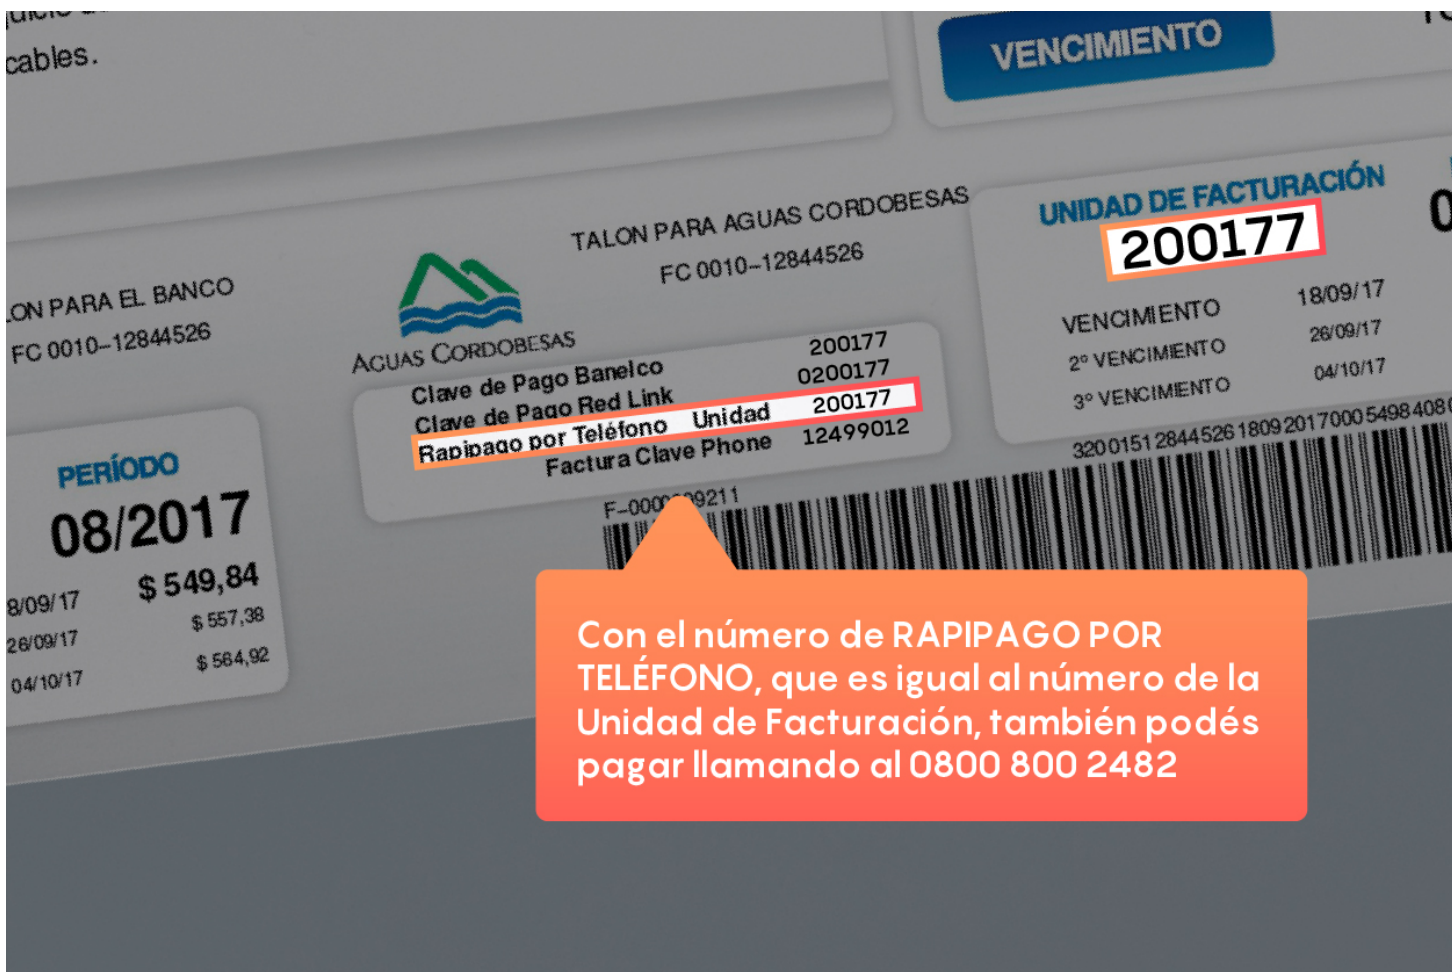 cables.
VENCIMIENTO
TALON PARA AGUAS CORDOBESAS
FC 0010-12844526
UNIDAD DE FACTURACIÓN
200177
VENCIMIENTO 18/09/17
2º VENCIMIENTO 26/09/17
3º VENCIMIENTO 04/10/17
ON PARA EL BANCO
FC 0010-12844526
AGUAS CORDOBESAS
Clave de Pago Banelco 200177
Clave de Pago Red Link 0200177
Rapipago por Teléfono Unidad 200177
Factura Clave Phone 12499012
PERÍODO
08/2017
8/09/17 $ 549,84
26/09/17 $ 557,38
04/10/17 $ 564,92
Con el número de RAPIPAGO POR
TELÉFONO, que es igual al número de la
Unidad de Facturación, también podés
pagar llamando al 0800 800 2482